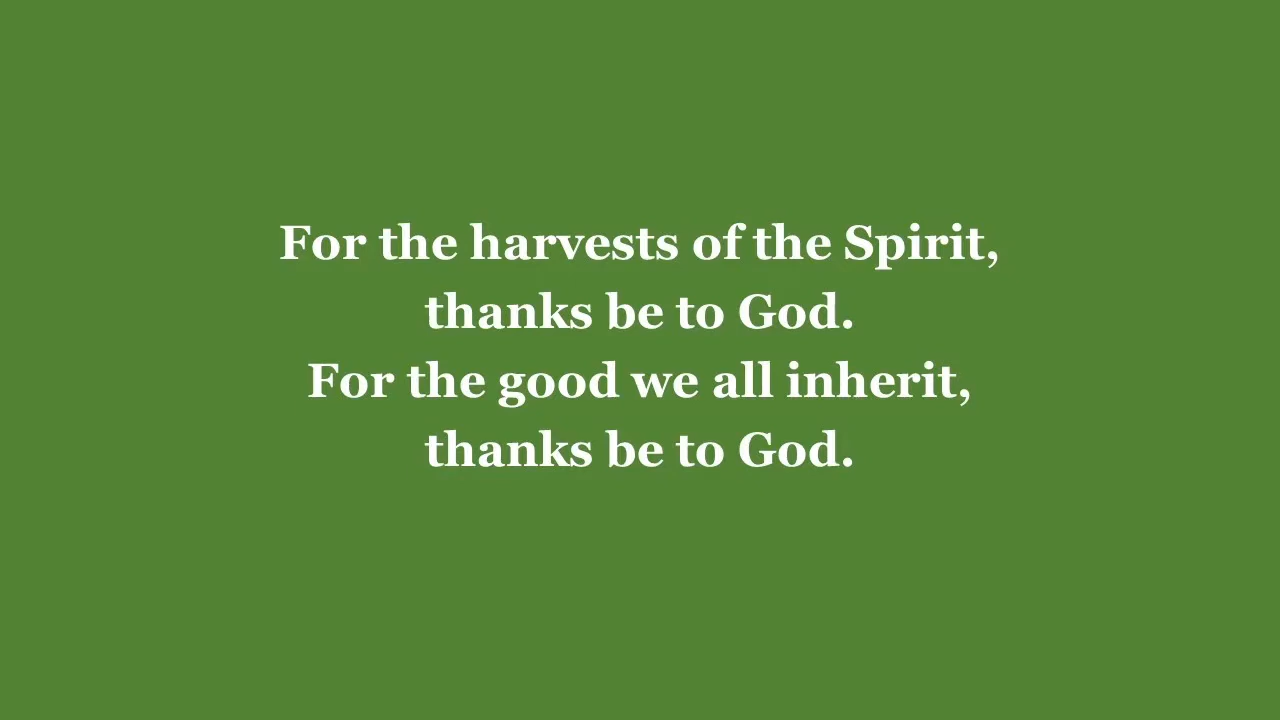 For the harvests of the Spirit,
thanks be to God.
For the good we all inherit,
thanks be to God.